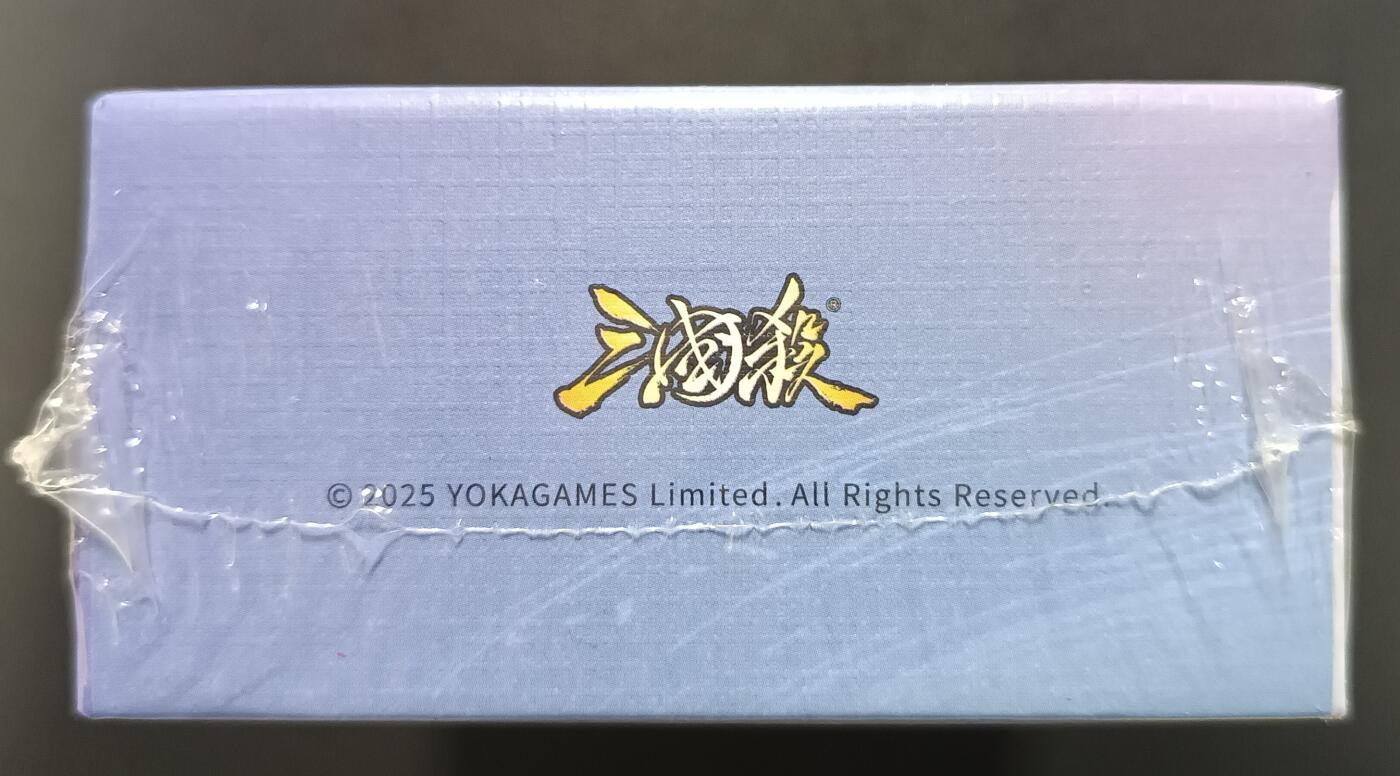 三國殺®
© 2025 YOKAGAMES Limited. All Rights Reserved.